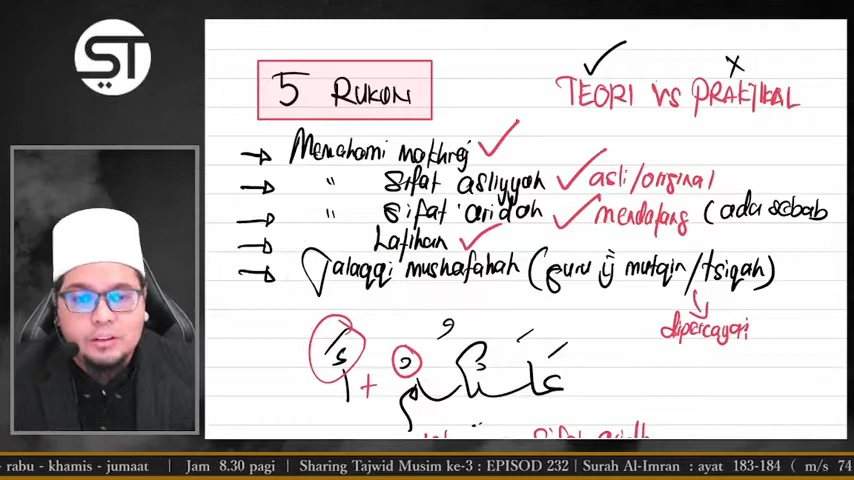 ST
5 RUKUN
TEORI vs PRAKTIKAL
Memahami makhraj
" Sifat asliyyah asli/original
" Sifat 'aridah mendatang (ada sebab
Latihan
Talaqqi mushafahah (guru yg mutqin/tsiqah)
dipercayai
عَلَيْكُمْ + أَ
- rabu - khamis - jumaat | Jam 8.30 pagi | Sharing Tajwid Musim ke-3 : EPISOD 232 | Surah Al-Imran : ayat 183-184 ( m/s 74